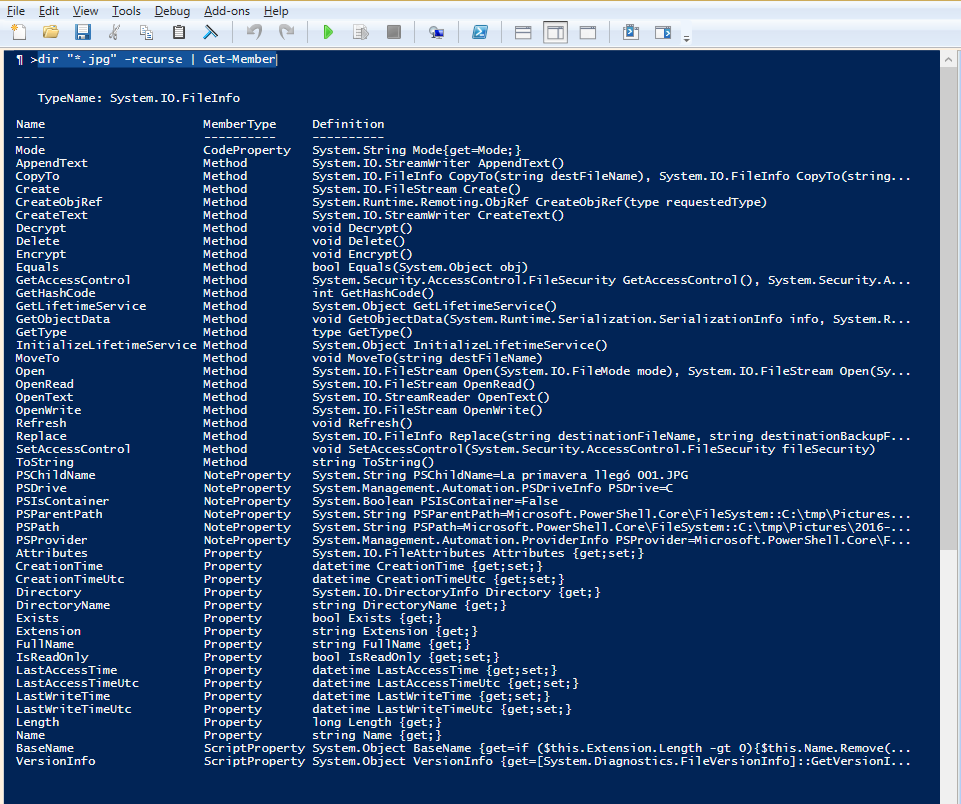 File Edit View Tools Debug Add-ons Help
¶ >dir "*.jpg" -recurse | Get-Member
TypeName: System.IO.FileInfo
Name MemberType Definition
---- ---------- ----------
Mode CodeProperty System.String Mode{get=Mode;}
AppendText Method System.IO.StreamWriter AppendText()
CopyTo Method System.IO.FileInfo CopyTo(string destFileName), System.IO.FileInfo CopyTo(string...
Create Method System.IO.FileStream Create()
CreateObjRef Method System.Runtime.Remoting.ObjRef CreateObjRef(type requestedType)
CreateText Method System.IO.StreamWriter CreateText()
Decrypt Method void Decrypt()
Delete Method void Delete()
Encrypt Method void Encrypt()
Equals Method bool Equals(System.Object obj)
GetAccessControl Method System.Security.AccessControl.FileSecurity GetAccessControl(), System.Security.A...
GetHashCode Method int GetHashCode()
GetLifetimeService Method System.Object GetLifetimeService()
GetObjectData Method void GetObjectData(System.Runtime.Serialization.SerializationInfo info, System.R...
GetType Method type GetType()
InitializeLifetimeService Method System.Object InitializeLifetimeService()
MoveTo Method void MoveTo(string destFileName)
Open Method System.IO.FileStream Open(System.IO.FileMode mode), System.IO.FileStream Open(Sy...
OpenRead Method System.IO.FileStream OpenRead()
OpenText Method System.IO.StreamReader OpenText()
OpenWrite Method System.IO.FileStream OpenWrite()
Refresh Method void Refresh()
Replace Method System.IO.FileInfo Replace(string destinationFileName, string destinationBackupF...
SetAccessControl Method void SetAccessControl(System.Security.AccessControl.FileSecurity fileSecurity)
ToString Method string ToString()
PSChildName NoteProperty System.String PSChildName=La primavera llegó 001.JPG
PSDrive NoteProperty System.Management.Automation.PSDriveInfo PSDrive=C
PSIsContainer NoteProperty System.Boolean PSIsContainer=False
PSParentPath NoteProperty System.String PSParentPath=Microsoft.PowerShell.Core\FileSystem::C:\tmp\Pictures...
PSPath NoteProperty System.String PSPath=Microsoft.PowerShell.Core\FileSystem::C:\tmp\Pictures\2016-...
PSProvider NoteProperty System.Management.Automation.ProviderInfo PSProvider=Microsoft.PowerShell.Core\F...
Attributes Property System.IO.FileAttributes Attributes {get;set;}
CreationTime Property datetime CreationTime {get;set;}
CreationTimeUtc Property datetime CreationTimeUtc {get;set;}
Directory Property System.IO.DirectoryInfo Directory {get;}
DirectoryName Property string DirectoryName {get;}
Exists Property bool Exists {get;}
Extension Property string Extension {get;}
FullName Property string FullName {get;}
IsReadOnly Property bool IsReadOnly {get;set;}
LastAccessTime Property datetime LastAccessTime {get;set;}
LastAccessTimeUtc Property datetime LastAccessTimeUtc {get;set;}
LastWriteTime Property datetime LastWriteTime {get;set;}
LastWriteTimeUtc Property datetime LastWriteTimeUtc {get;set;}
Length Property long Length {get;}
Name Property string Name {get;}
BaseName ScriptProperty System.Object BaseName {get=if ($this.Extension.Length -gt 0){$this.Name.Remove(...
VersionInfo ScriptProperty System.Object VersionInfo {get=[System.Diagnostics.FileVersionInfo]::GetVersionI...